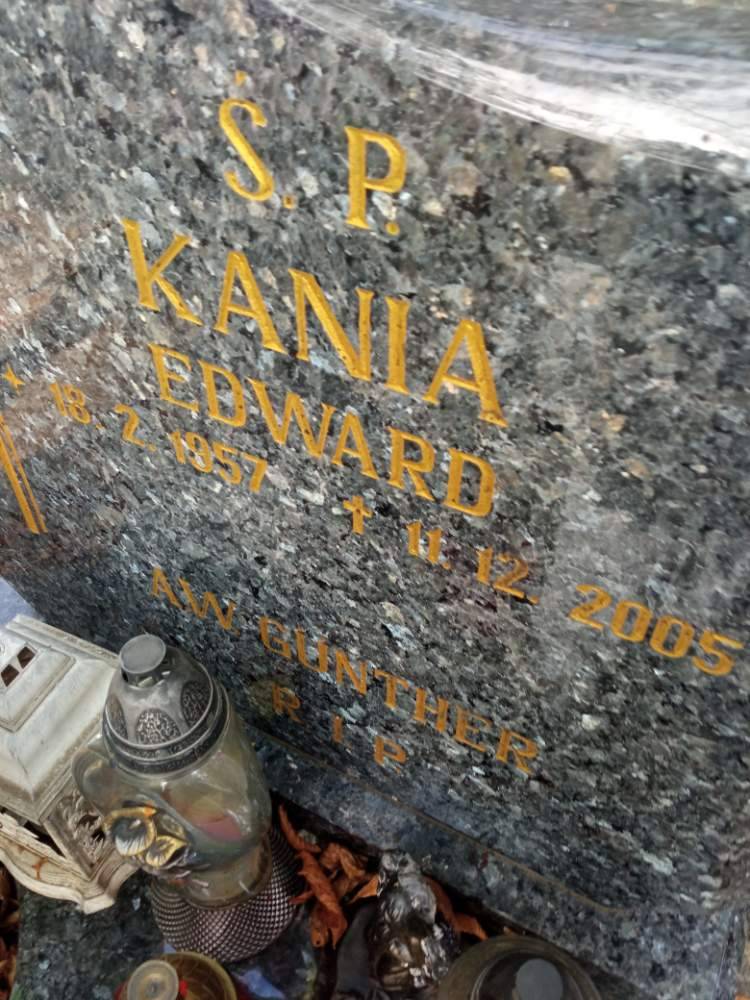 Ś. P.
KANIA
EDWARD
18. 2. 1957 † 11. 12. 2005
AW. GUNTHER
R I P